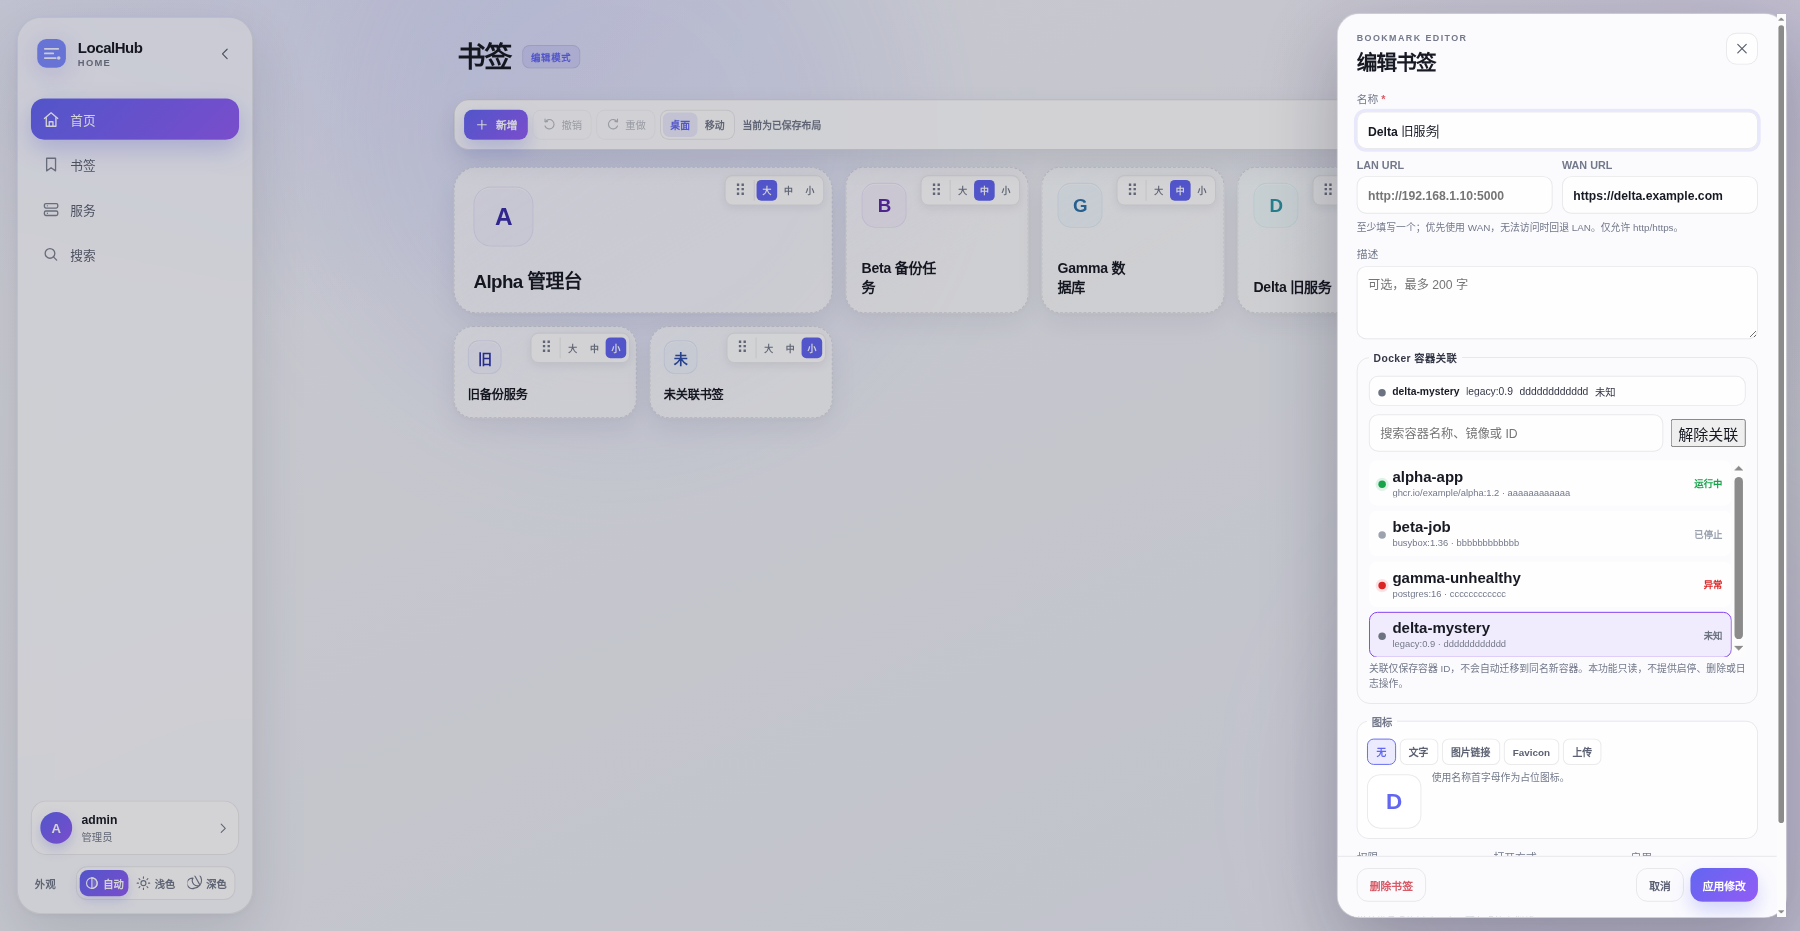 LocalHub
HOME
首页
书签
服务
搜索
A
admin
管理员
外观
自动
浅色
深色
书签
编辑模式
新增
撤销
重做
桌面
移动
当前为已保存布局
A
大 中 小
Alpha 管理台
B
大 中 小
Beta 备份任
务
G
大 中 小
Gamma 数
据库
D
Delta 旧服务
旧
大 中 小
旧备份服务
未
大 中 小
未关联书签
BOOKMARK EDITOR
编辑书签
名称 *
Delta 旧服务
LAN URL
WAN URL
http://192.168.1.10:5000
https://delta.example.com
至少填写一个；优先使用 WAN，无法访问时回退 LAN。仅允许 http/https。
描述
可选，最多 200 字
Docker 容器关联
delta-mystery legacy:0.9 dddddddddddd 未知
搜索容器名称、镜像或 ID
解除关联
alpha-app
ghcr.io/example/alpha:1.2 · aaaaaaaaaaaa
运行中
beta-job
busybox:1.36 · bbbbbbbbbbbb
已停止
gamma-unhealthy
postgres:16 · cccccccccccc
异常
delta-mystery
legacy:0.9 · dddddddddddd
未知
关联仅保存容器 ID，不会自动迁移到同名新容器。本功能只读，不提供启停、删除或日
志操作。
图标
无
文字
图片链接
Favicon
上传
D
使用名称首字母作为占位图标。
删除书签
取消
应用修改